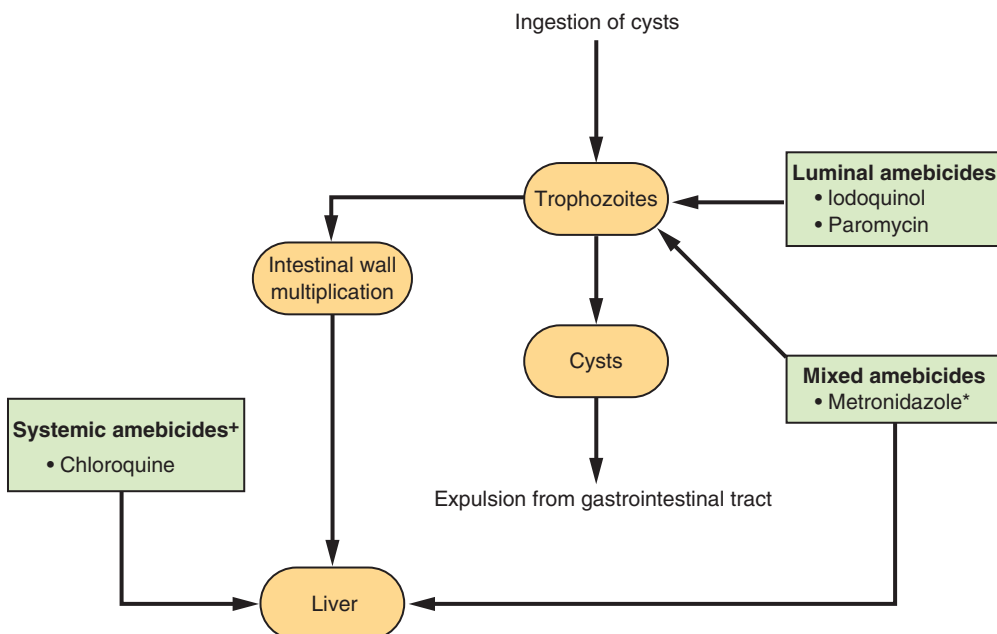 Ingestion of cysts
Trophozoites
Luminal amebicides
• Iodoquinol
• Paromycin
Intestinal wall
multiplication
Cysts
Mixed amebicides
• Metronidazole*
Systemic amebicides+
• Chloroquine
Expulsion from gastrointestinal tract
Liver